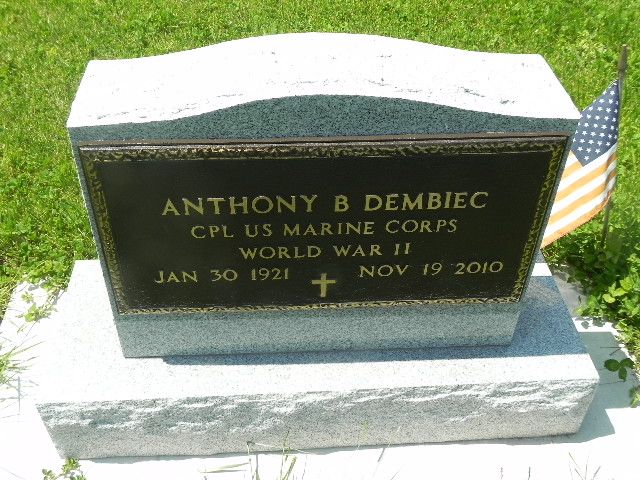 ANTHONY B DEMBIEC
CPL US MARINE CORPS
WORLD WAR II
JAN 30 1921 NOV 19 2010